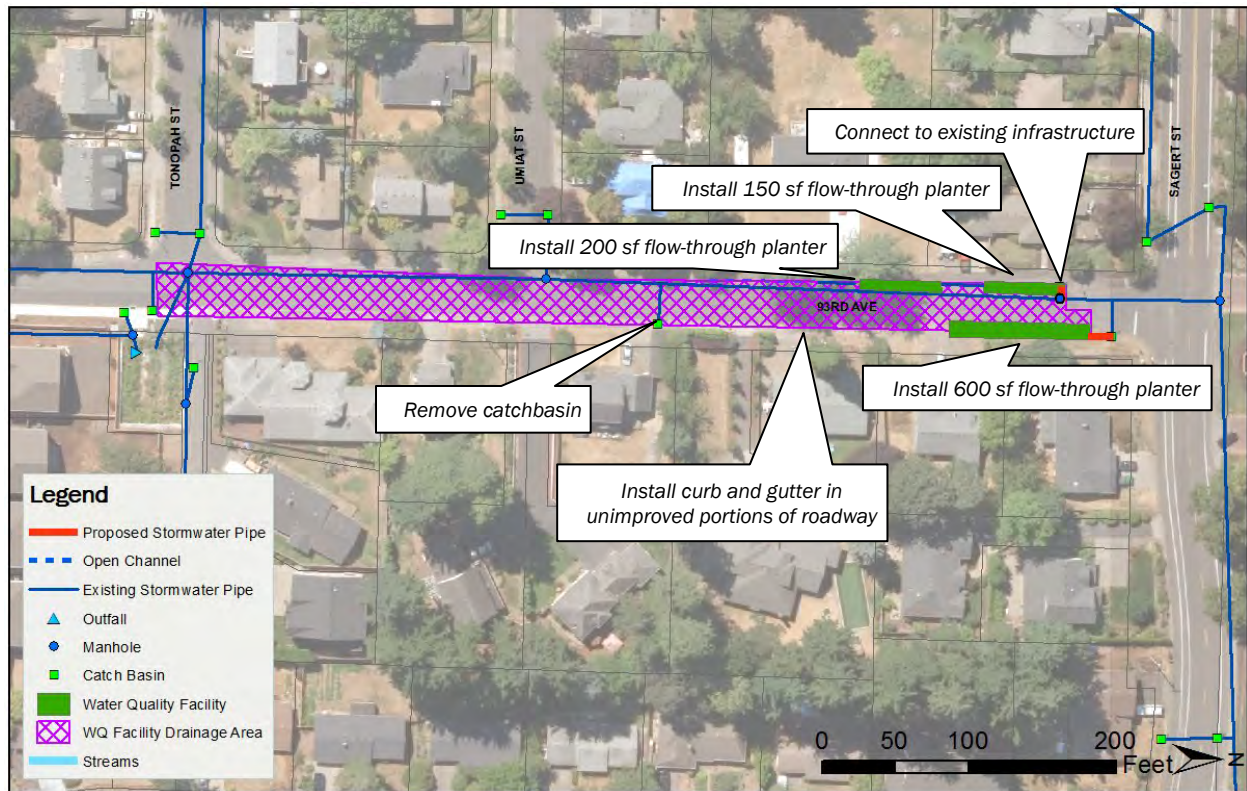 TONOPAH ST
UMIAT ST
SAGERT ST
Connect to existing infrastructure
Install 150 sf flow-through planter
Install 200 sf flow-through planter
93RD AVE
Remove catchbasin
Install 600 sf flow-through planter
Install curb and gutter in
unimproved portions of roadway
Legend
Proposed Stormwater Pipe
Open Channel
Existing Stormwater Pipe
Outfall
Manhole
Catch Basin
Water Quality Facility
WQ Facility Drainage Area
Streams
0 50 100 200
Feet
N